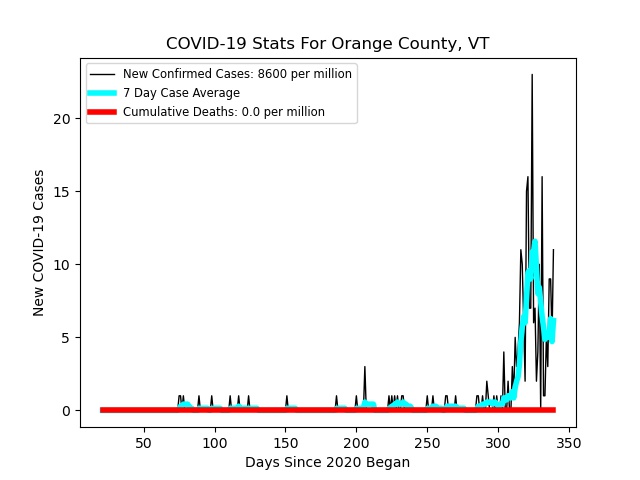 COVID-19 Stats For Orange County, VT
New Confirmed Cases: 8600 per million
7 Day Case Average
Cumulative Deaths: 0.0 per million
New COVID-19 Cases
20
15
10
5
0
50 100 150 200 250 300 350
Days Since 2020 Began